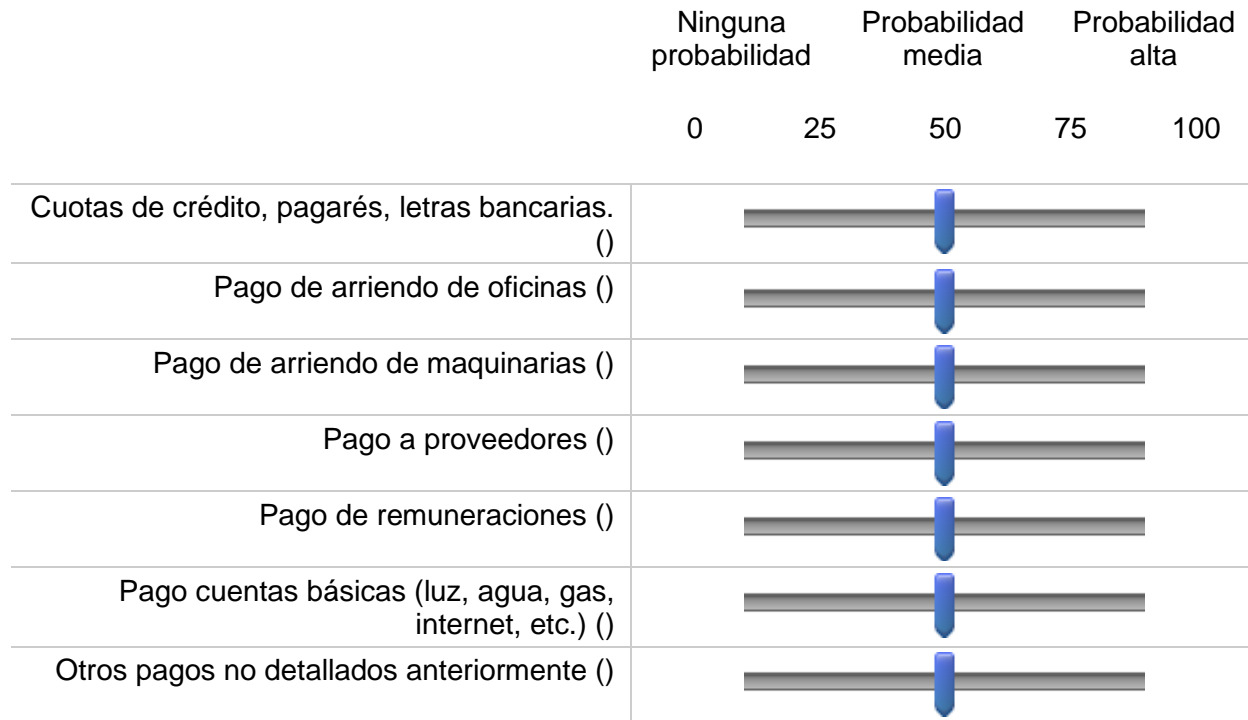 Ninguna probabilidad Probabilidad media Probabilidad alta
0 25 50 75 100
Cuotas de crédito, pagarés, letras bancarias.
()
Pago de arriendo de oficinas ()
Pago de arriendo de maquinarias ()
Pago a proveedores ()
Pago de remuneraciones ()
Pago cuentas básicas (luz, agua, gas,
internet, etc.) ()
Otros pagos no detallados anteriormente ()